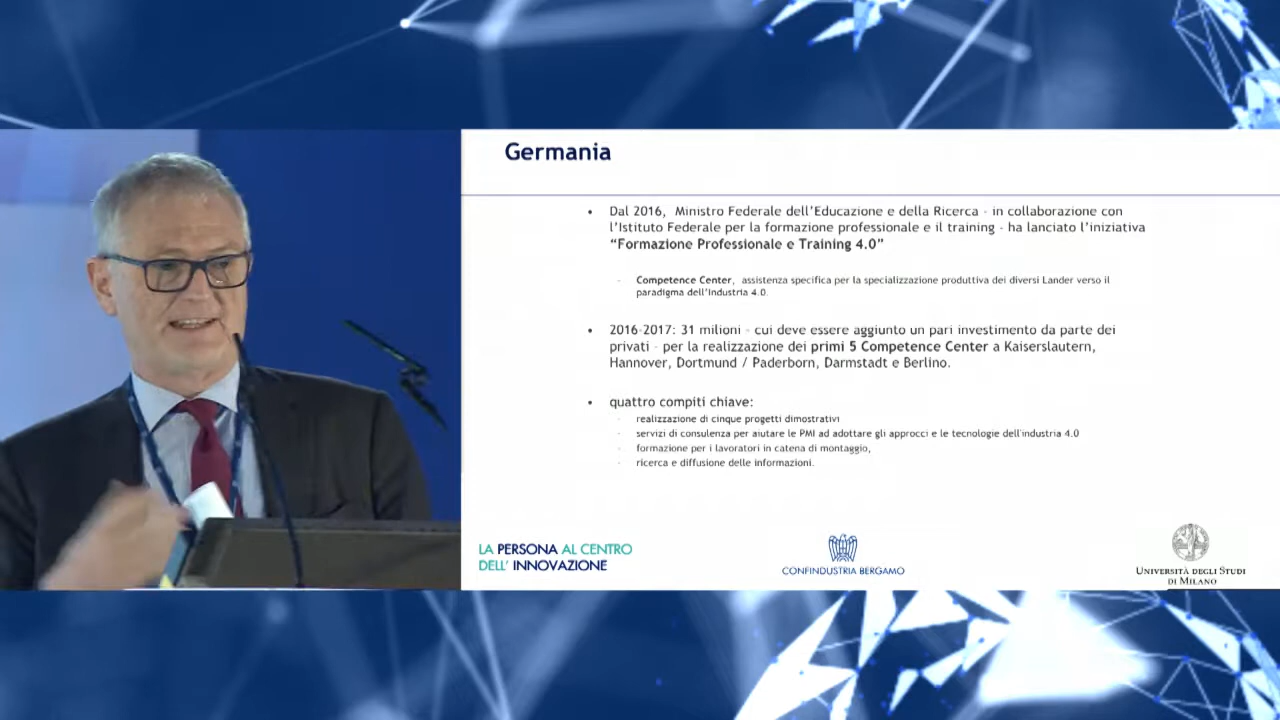 Germania
• Dal 2016, Ministro Federale dell'Educazione e della Ricerca - in collaborazione con
l'Istituto Federale per la formazione professionale e il training - ha lanciato l'iniziativa
“Formazione Professionale e Training 4.0”
- Competence Center, assistenza specifica per la specializzazione produttiva dei diversi Lander verso il
paradigma dell'Industria 4.0.
• 2016-2017: 31 milioni - cui deve essere aggiunto un pari investimento da parte dei
privati - per la realizzazione dei primi 5 Competence Center a Kaiserslautern,
Hannover, Dortmund / Paderborn, Darmstadt e Berlino.
• quattro compiti chiave:
- realizzazione di cinque progetti dimostrativi
- servizi di consulenza per aiutare le PMI ad adottare gli approcci e le tecnologie dell'industria 4.0
- formazione per i lavoratori in catena di montaggio,
- ricerca e diffusione delle informazioni.
LA PERSONA AL CENTRO
DELL' INNOVAZIONE
CONFINDUSTRIA BERGAMO
UNIVERSITÀ DEGLI STUDI
DI MILANO